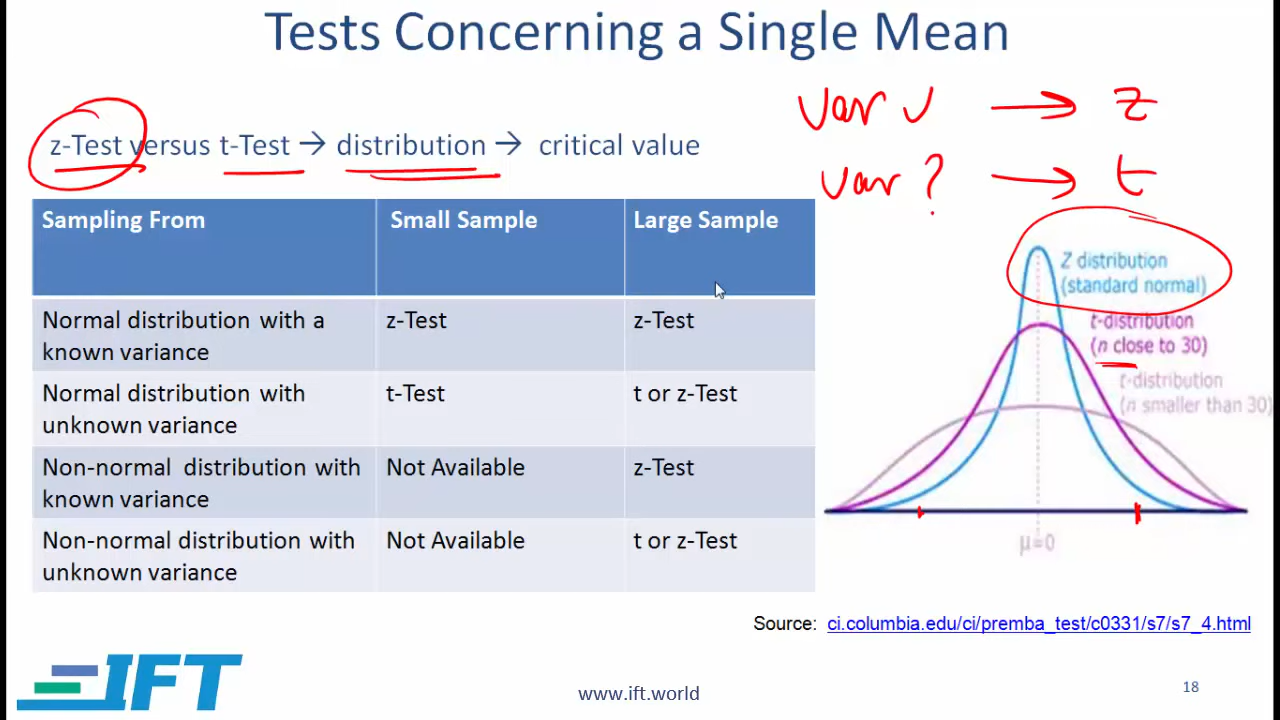 Tests Concerning a Single Mean
var ✓ → z
z-Test versus t-Test → distribution → critical value
var ? → t
Sampling From Small Sample Large Sample
Normal distribution with a
known variance
z-Test z-Test
Normal distribution with
unknown variance
t-Test t or z-Test
Non-normal distribution with
known variance
Not Available z-Test
Non-normal distribution with
unknown variance
Not Available t or z-Test
Z distribution
(standard normal)
t-distribution
(n close to 30)
t-distribution
(n smaller than 30)
μ=0
Source: ci.columbia.edu/ci/premba_test/c0331/s7/s7_4.html
IFT
www.ift.world
18